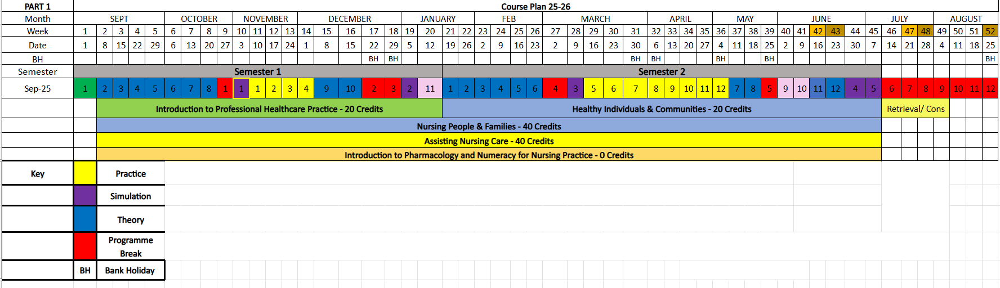 PART 1 Course Plan 25-26
Month SEPT OCTOBER NOVEMBER DECEMBER JANUARY FEB MARCH APRIL MAY JUNE JULY AUGUST
Week 1 2 3 4 5 6 7 8 9 10 11 12 13 14 15 16 17 18 19 20 21 22 23 24 25 26 27 28 29 30 31 32 33 34 35 36 37 38 39 40 41 42 43 44 45 46 47 48 49 50 51 52
Date 1 8 15 22 29 6 13 20 27 3 10 17 24 1 8 15 22 29 5 12 19 26 2 9 16 23 2 9 16 23 30 6 13 20 27 4 11 18 25 2 9 16 23 30 7 14 21 28 4 11 18 25
BH BH BH BH BH BH BH BH
Semester Semester 1 Semester 2
Sep-25 1 2 3 4 5 6 7 8 1 1 1 2 3 4 9 10 2 3 2 11 1 2 3 4 5 6 4 3 5 6 7 8 9 10 11 12 7 8 5 9 10 11 12 4 5 6 7 8 9 10 11 12
Introduction to Professional Healthcare Practice - 20 Credits Healthy Individuals & Communities - 20 Credits Retrieval/ Cons
Nursing People & Families - 40 Credits
Assisting Nursing Care - 40 Credits
Introduction to Pharmacology and Numeracy for Nursing Practice - 0 Credits
Key Practice
Simulation
Theory
Programme
Break
BH Bank Holiday